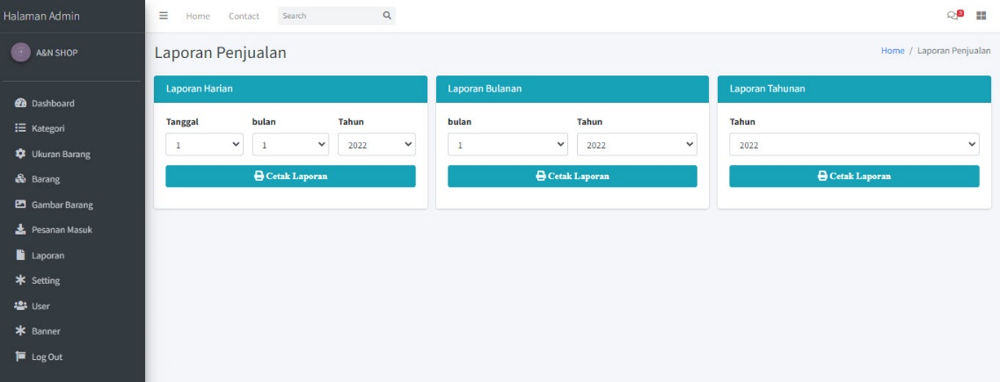 Halaman Admin
Home Contact Search
3
A&N SHOP
Dashboard
Kategori
Ukuran Barang
Barang
Gambar Barang
Pesanan Masuk
Laporan
Setting
User
Banner
Log Out
Laporan Penjualan
Home / Laporan Penjualan
Laporan Harian
Tanggal bulan Tahun
1 1 2022
Cetak Laporan
Laporan Bulanan
bulan Tahun
1 2022
Cetak Laporan
Laporan Tahunan
Tahun
2022
Cetak Laporan